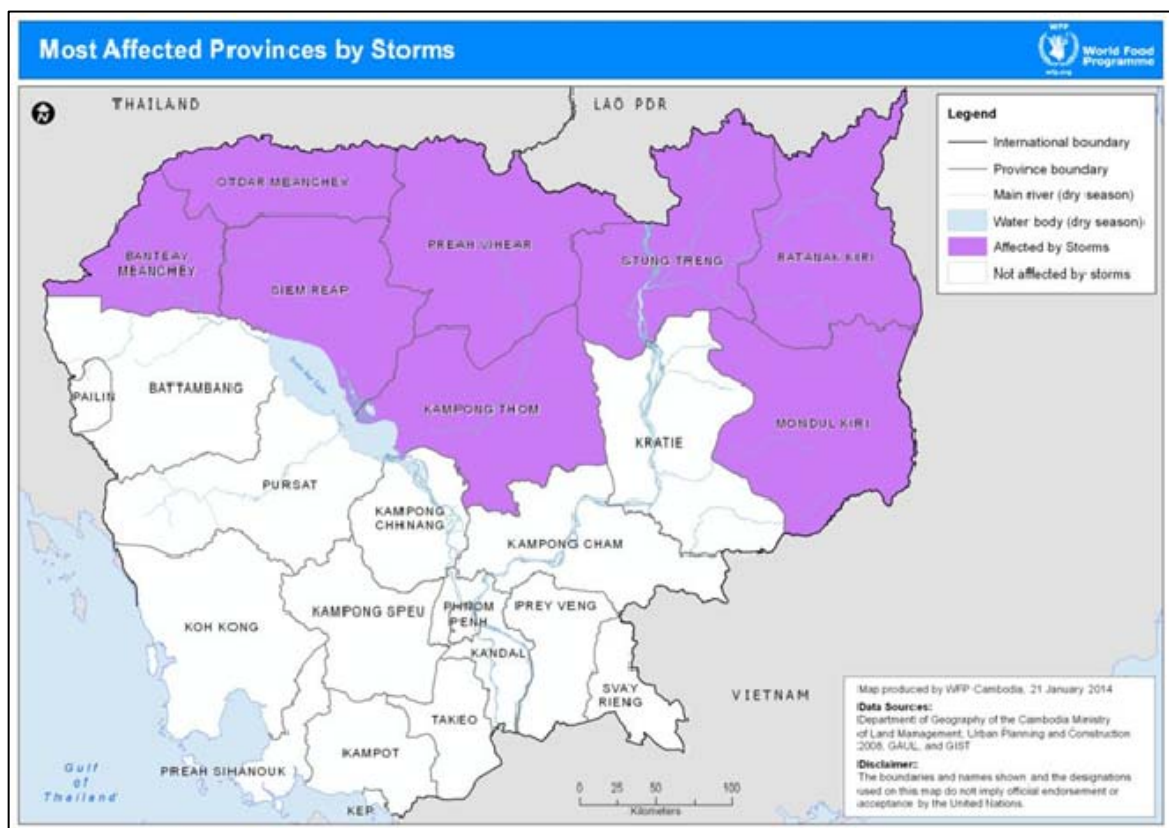 Most Affected Provinces by Storms
WFP
wfp.org
World Food
Programme
THAILAND
LAO PDR
Legend
International boundary
Province boundary
Main river (dry season)
Water body (dry season)
Affected by Storms
Not affected by storms
OTDAR MEANCHEY
BANTEAY
MEANCHEY
PREAH VIHEAR
STUNG TRENG
RATANAK KIRI
SIEM REAP
BATTAMBANG
PAILIN
KAMPONG THOM
MONDUL KIRI
KRATIE
PURSAT
KAMPONG
CHHNANG
KAMPONG CHAM
KOH KONG
KAMPONG SPEU
PHNOM
PENH
PREY VENG
KANDAL
SVAY
RIENG
VIETNAM
TAKEO
KAMPOT
PREAH SIHANOUK
KEP
Gulf
of
Thailand
0 25 50 100
Kilometers
Map produced by WFP Cambodia, 21 January 2014
Data Sources:
Department of Geography of the Cambodia Ministry
of Land Management, Urban Planning and Construction
2008, GAUL, and GIST
Disclaimer:
The boundaries and names shown and the designations
used on this map do not imply official endorsement or
acceptance by the United Nations.